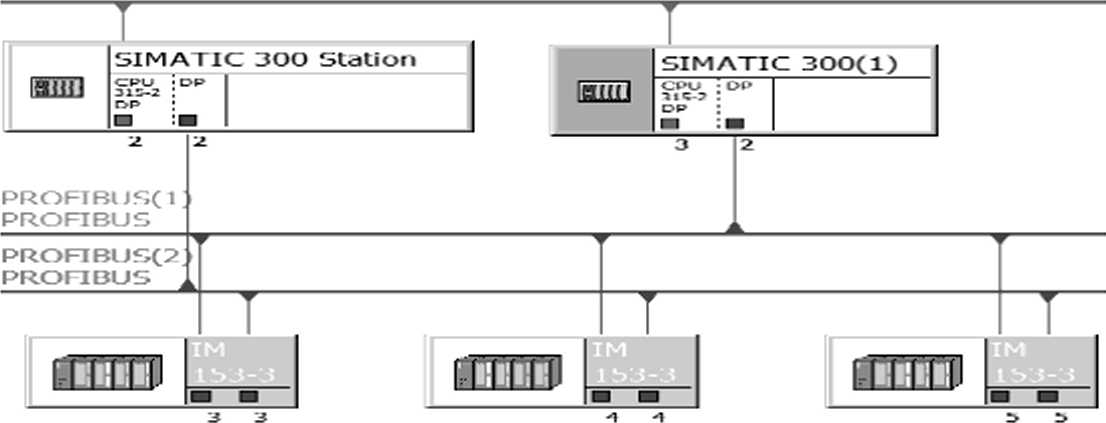 SIMATIC 300 Station
CPU 315-2 DP
DP
2 2
SIMATIC 300(1)
CPU 315-2 DP
DP
3 2
PROFIBUS(1)
PROFIBUS
PROFIBUS(2)
PROFIBUS
IM
153-3
3 3
IM
153-3
4 4
IM
153-3
5 5